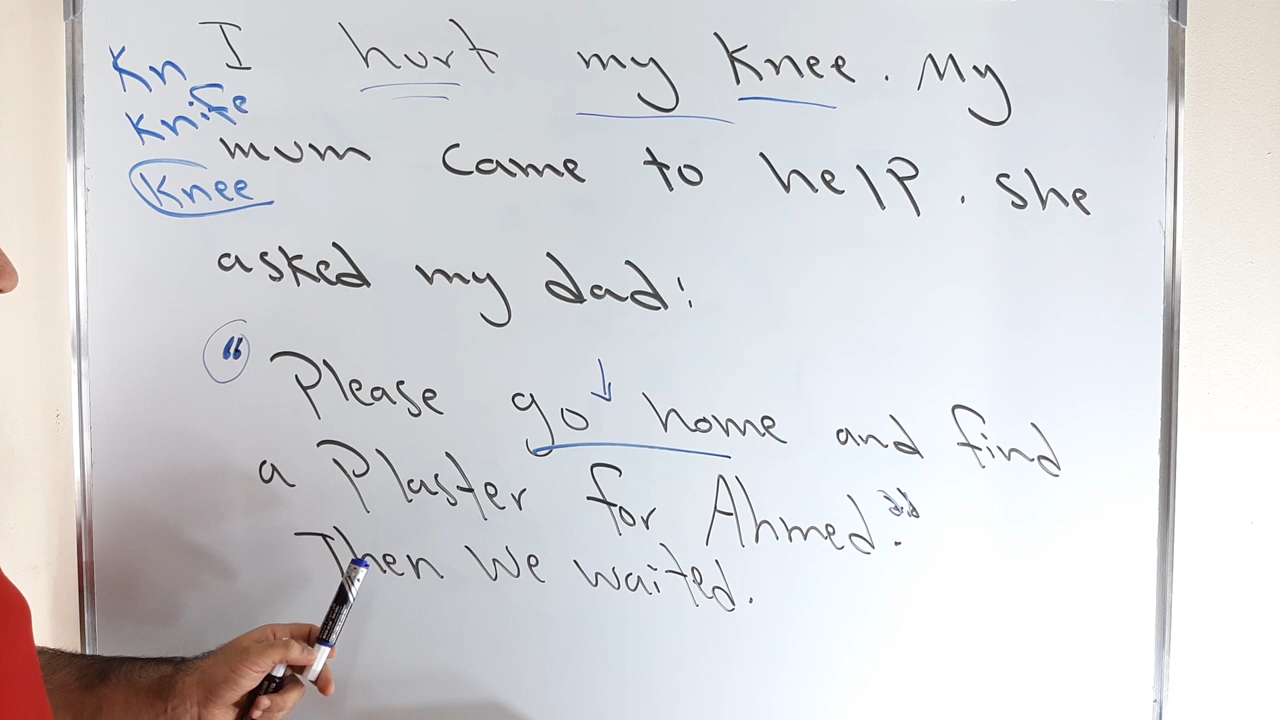 Kn
Knife
Knee
I hurt my Knee. My
mum came to help. She
asked my dad:
“Please go home and find
a Plaster for Ahmed.”
Then we waited.